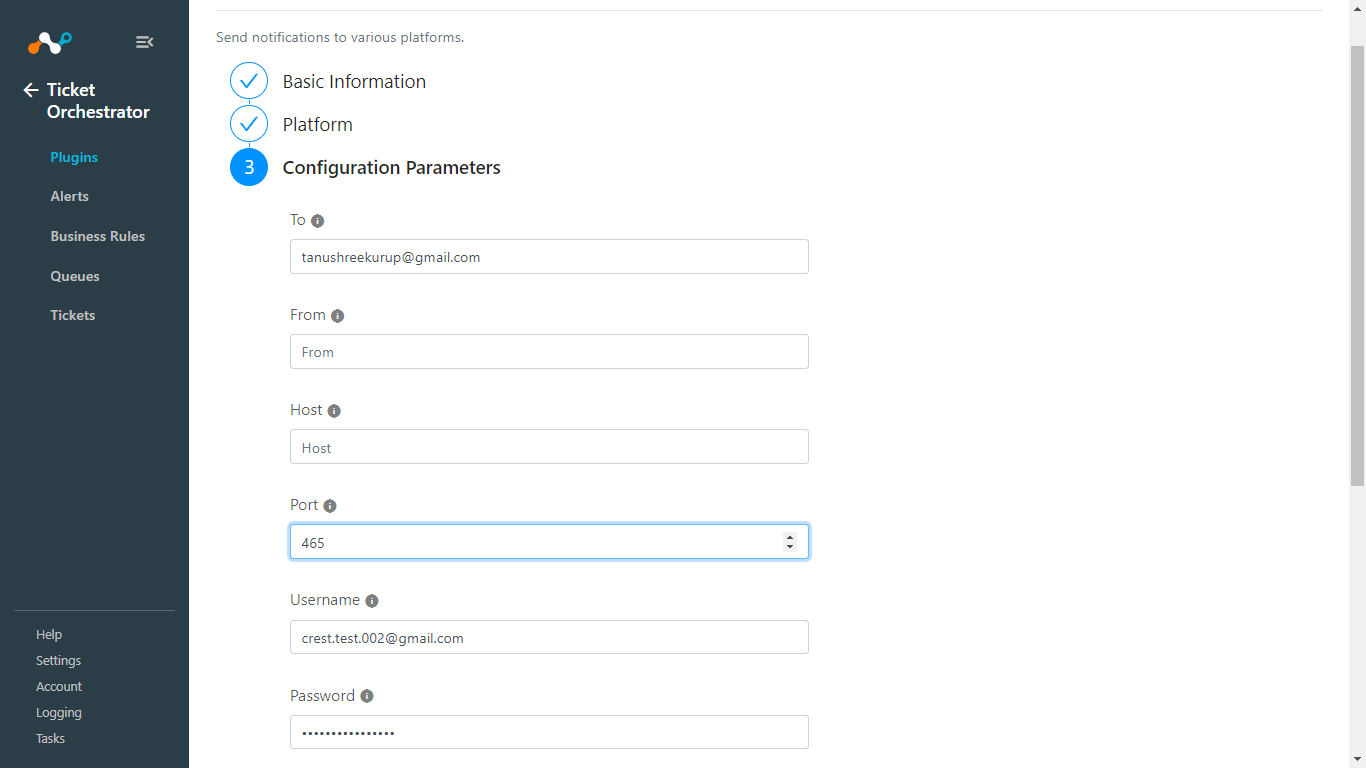 Ticket
Orchestrator
Plugins
Alerts
Business Rules
Queues
Tickets
Help
Settings
Account
Logging
Tasks
Send notifications to various platforms.
Basic Information
Platform
3 Configuration Parameters
To
tanushreekurup@gmail.com
From
From
Host
Host
Port
465
Username
crest.test.002@gmail.com
Password
••••••••••••••••